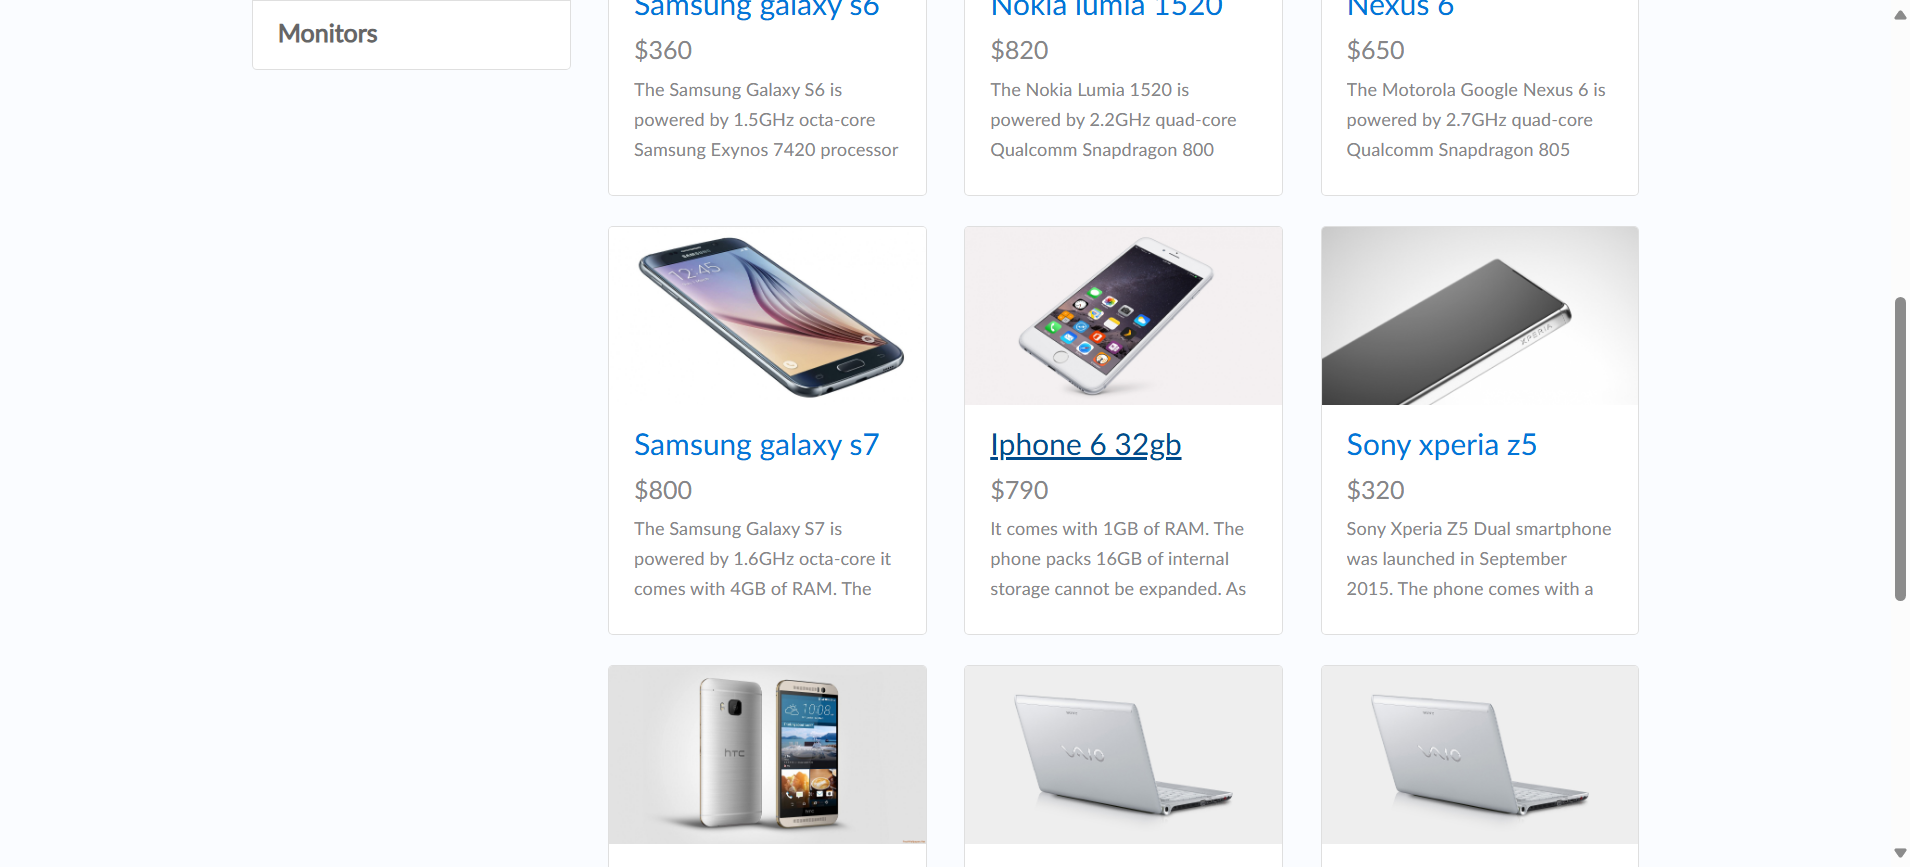 Monitors
Samsung galaxy s6
$360
The Samsung Galaxy S6 is
powered by 1.5GHz octa-core
Samsung Exynos 7420 processor
Nokia lumia 1520
$820
The Nokia Lumia 1520 is
powered by 2.2GHz quad-core
Qualcomm Snapdragon 800
Nexus 6
$650
The Motorola Google Nexus 6 is
powered by 2.7GHz quad-core
Qualcomm Snapdragon 805
SAMSUNG
12:45
Samsung galaxy s7
$800
The Samsung Galaxy S7 is
powered by 1.6GHz octa-core it
comes with 4GB of RAM. The
Iphone 6 32gb
$790
It comes with 1GB of RAM. The
phone packs 16GB of internal
storage cannot be expanded. As
XPERIA
Sony xperia z5
$320
Sony Xperia Z5 Dual smartphone
was launched in September
2015. The phone comes with a
hTC
10:08
VAIO
VAIO